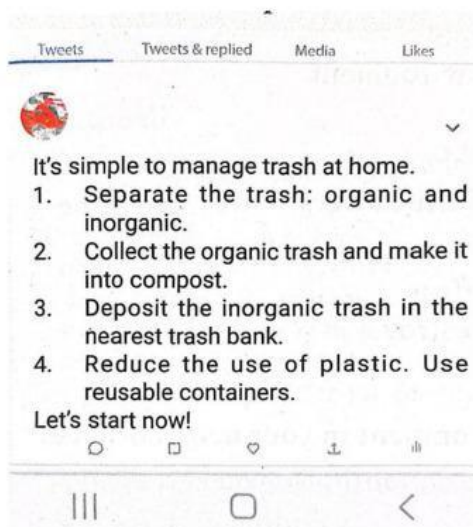 Tweets Tweets & replied Media Likes
It's simple to manage trash at home.
1. Separate the trash: organic and
inorganic.
2. Collect the organic trash and make it
into compost.
3. Deposit the inorganic trash in the
nearest trash bank.
4. Reduce the use of plastic. Use
reusable containers.
Let's start now!